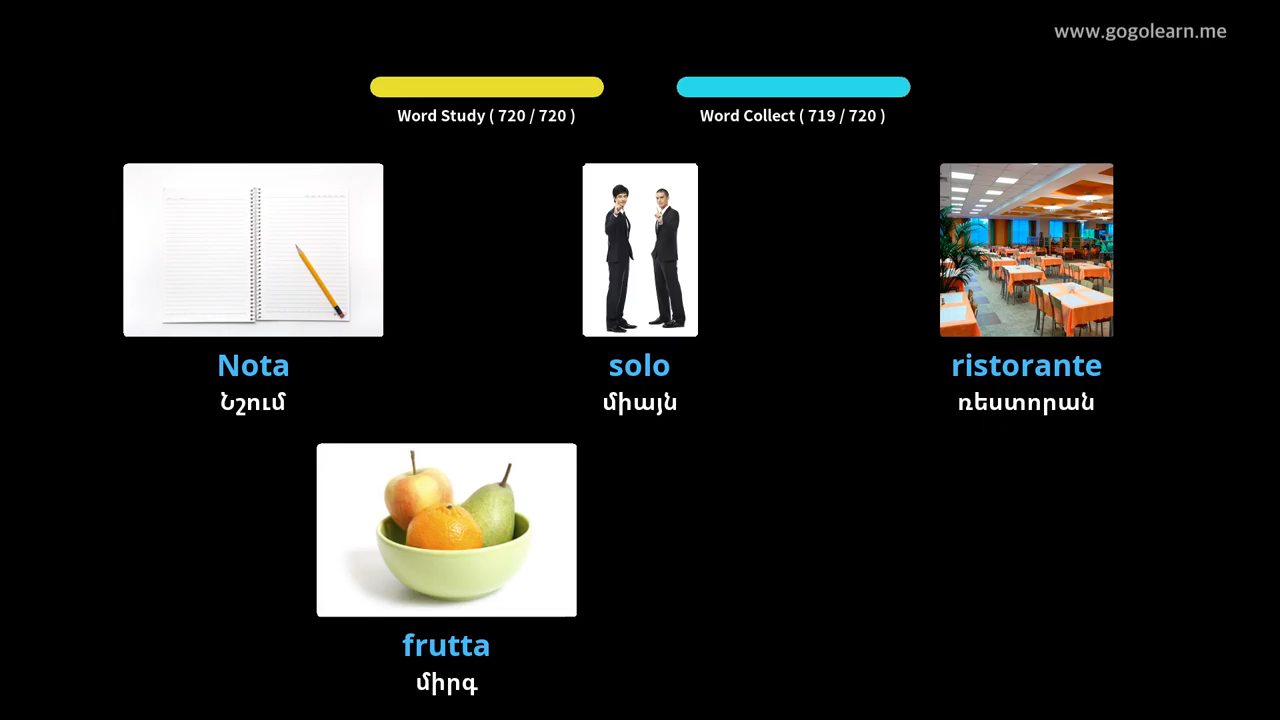 www.gogolearn.me
Word Study ( 720 / 720 )
Word Collect ( 719 / 720 )
Nota
Նշում
solo
միայն
ristorante
ռեստորան
frutta
միրգ